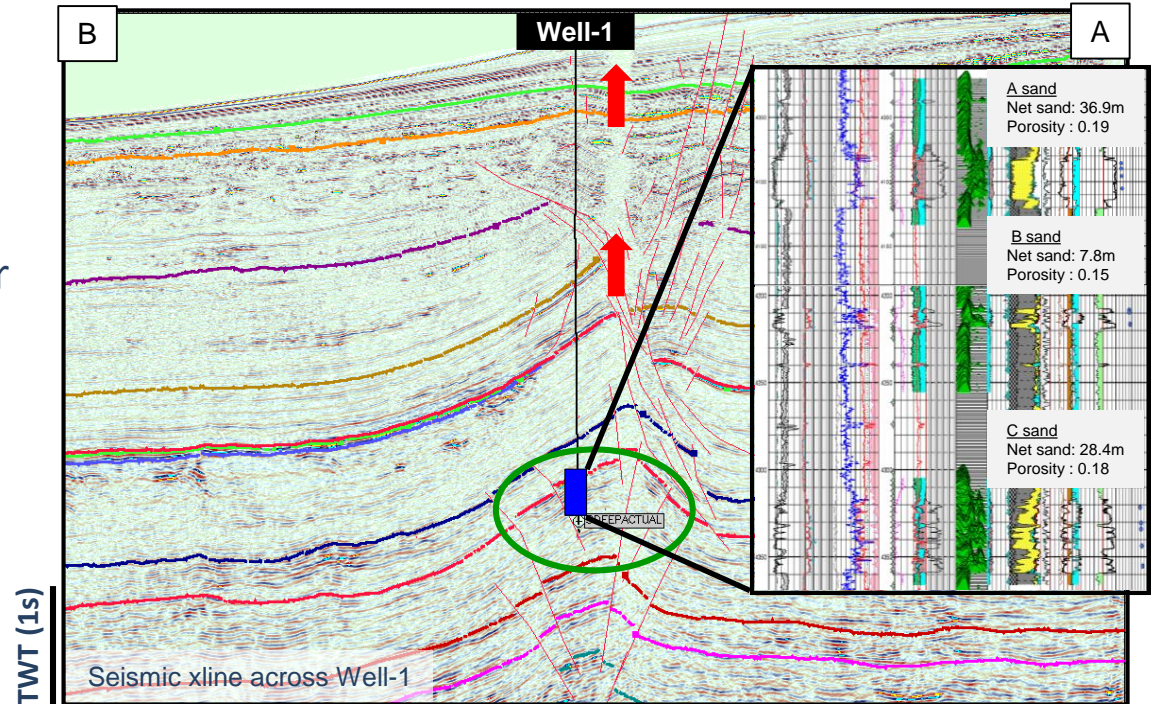 B
Well-1
A
A sand
Net sand: 36.9m
Porosity : 0.19
B sand
Net sand: 7.8m
Porosity : 0.15
C sand
Net sand: 28.4m
Porosity : 0.18
r
TWT (1s)
Seismic xline across Well-1